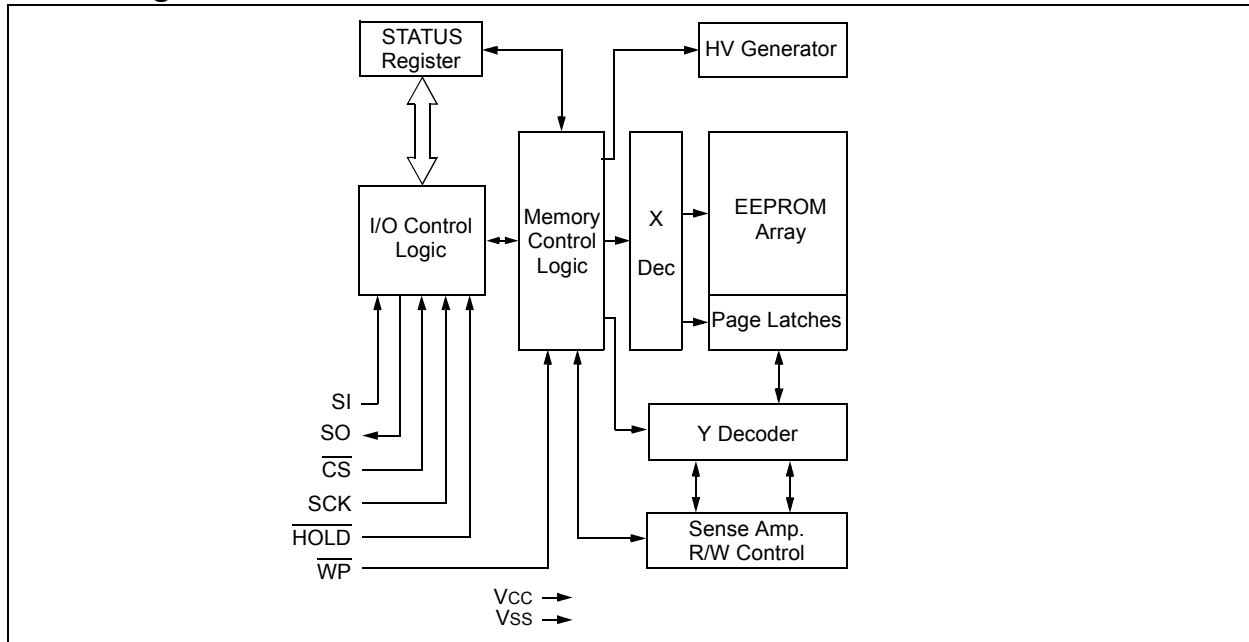 STATUS
Register
HV Generator
I/O Control
Logic
Memory
Control
Logic
X
Dec
EEPROM
Array
Page Latches
SI
SO
CS
SCK
HOLD
WP
Y Decoder
Sense Amp.
R/W Control
VCC
VSS